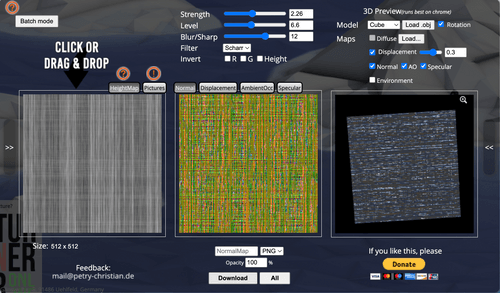 Batch mode
CLICK OR
DRAG & DROP
HeightMap
Pictures
Size: 512 x 512
Feedback:
mail@petry-christian.de
Strength 2.26
Level 6.6
Blur/Sharp 12
Filter Scharr
Invert R G Height
Normal Displacement AmbientOcc Specular
NormalMap PNG
Opacity 100 %
Download All
3D Preview(runs best on chrome)
Model Cube Load .obj Rotation
Maps Diffuse Load...
Displacement 0.3
Normal AO Specular
Environment
>>
<<
If you like this, please
Donate
VISA